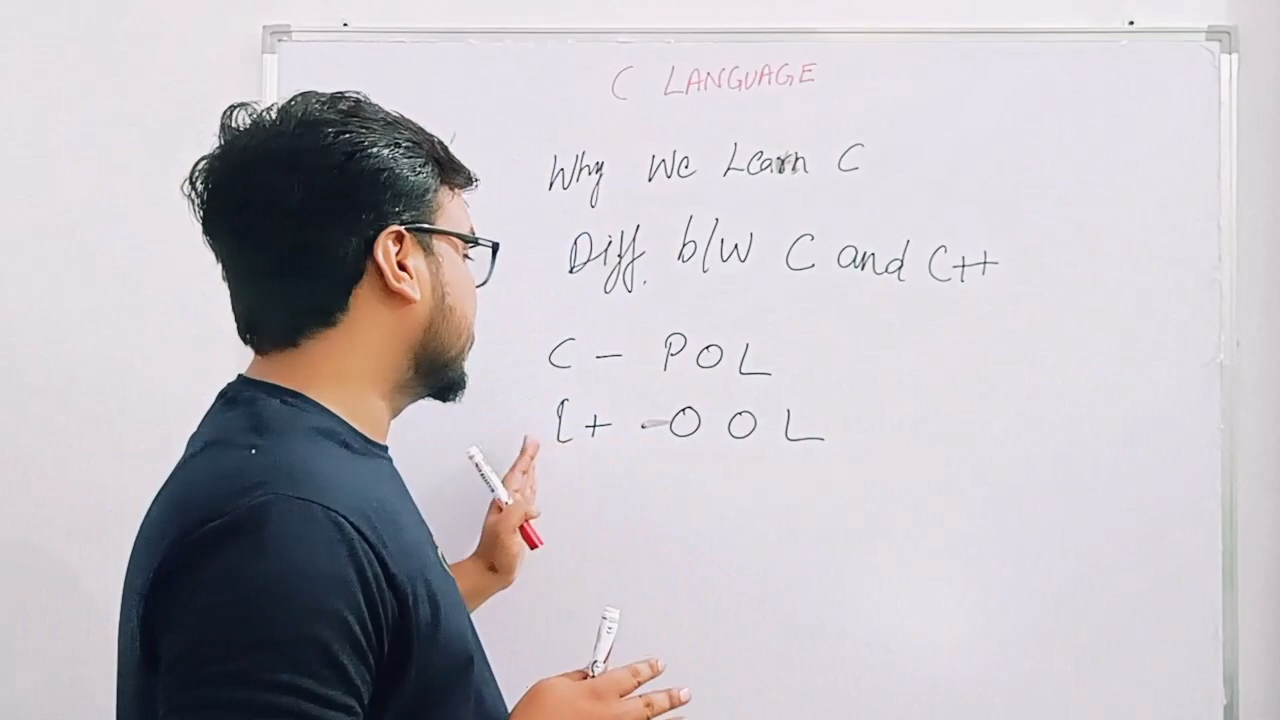 C LANGUAGE
Why We Learn C
Diff. b/w C and C++
C - POL
C+ - OOL